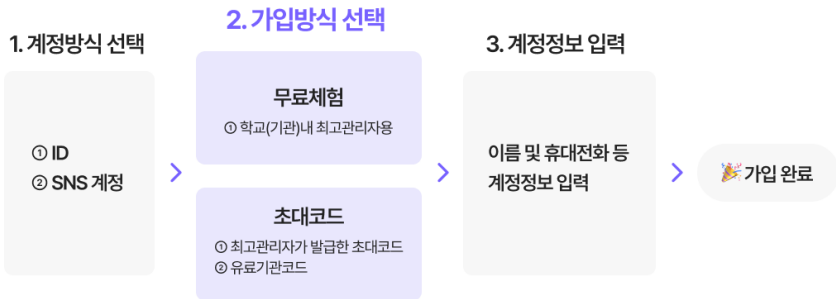 1. 계정방식 선택
① ID
② SNS 계정
2. 가입방식 선택
무료체험
① 학교(기관)내 최고관리자용
초대코드
① 최고관리자가 발급한 초대코드
② 유료기관코드
3. 계정정보 입력
이름 및 휴대전화 등
계정정보 입력
🎉 가입 완료